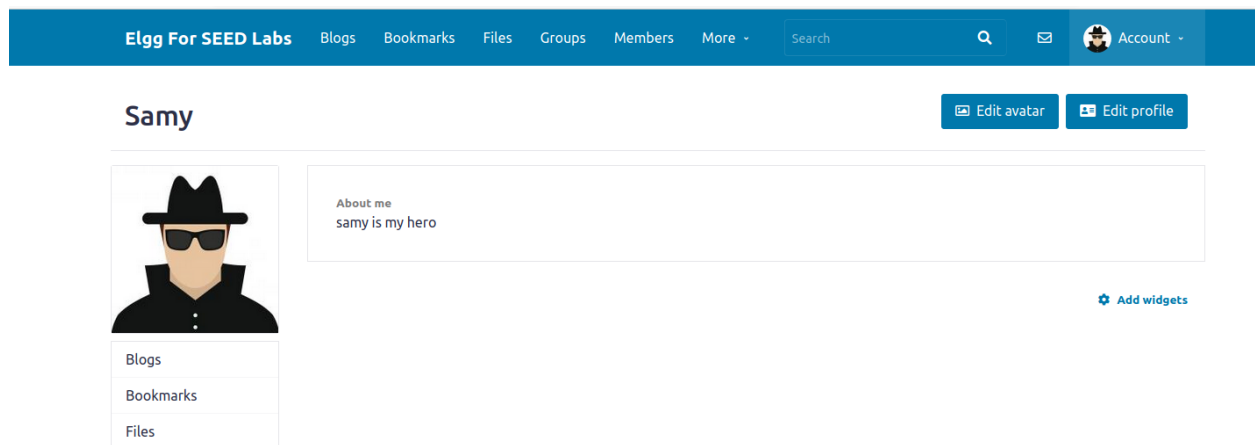 Elgg For SEED Labs Blogs Bookmarks Files Groups Members More Search Account
Samy Edit avatar Edit profile
About me
samy is my hero
Add widgets
Blogs
Bookmarks
Files